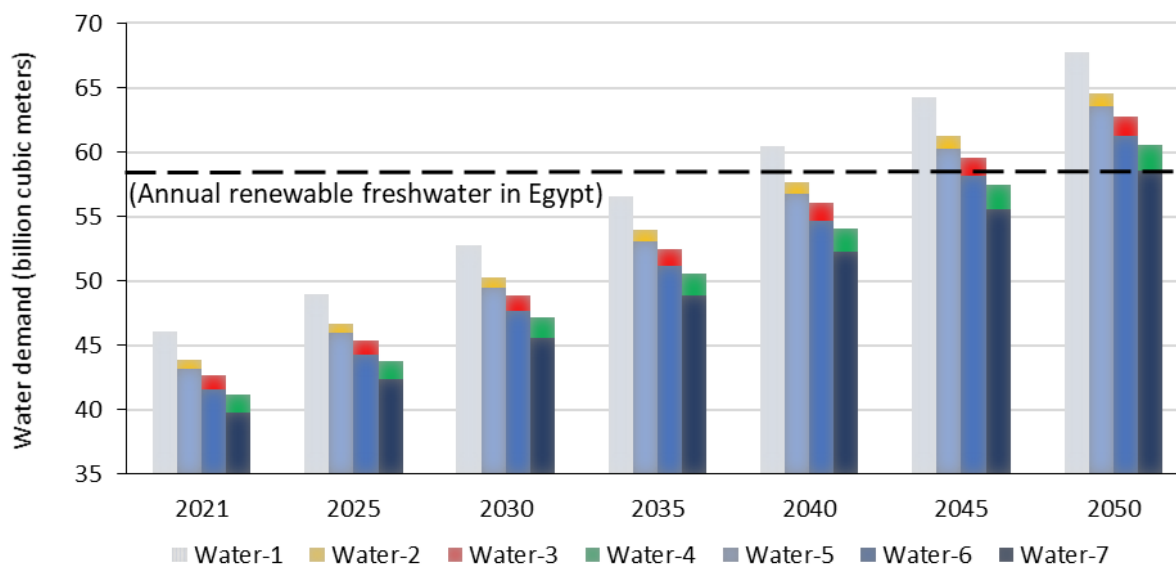 Water demand (billion cubic meters)
70
65
60
55
50
45
40
35
(Annual renewable freshwater in Egypt)
2021 2025 2030 2035 2040 2045 2050
Water-1 Water-2 Water-3 Water-4 Water-5 Water-6 Water-7